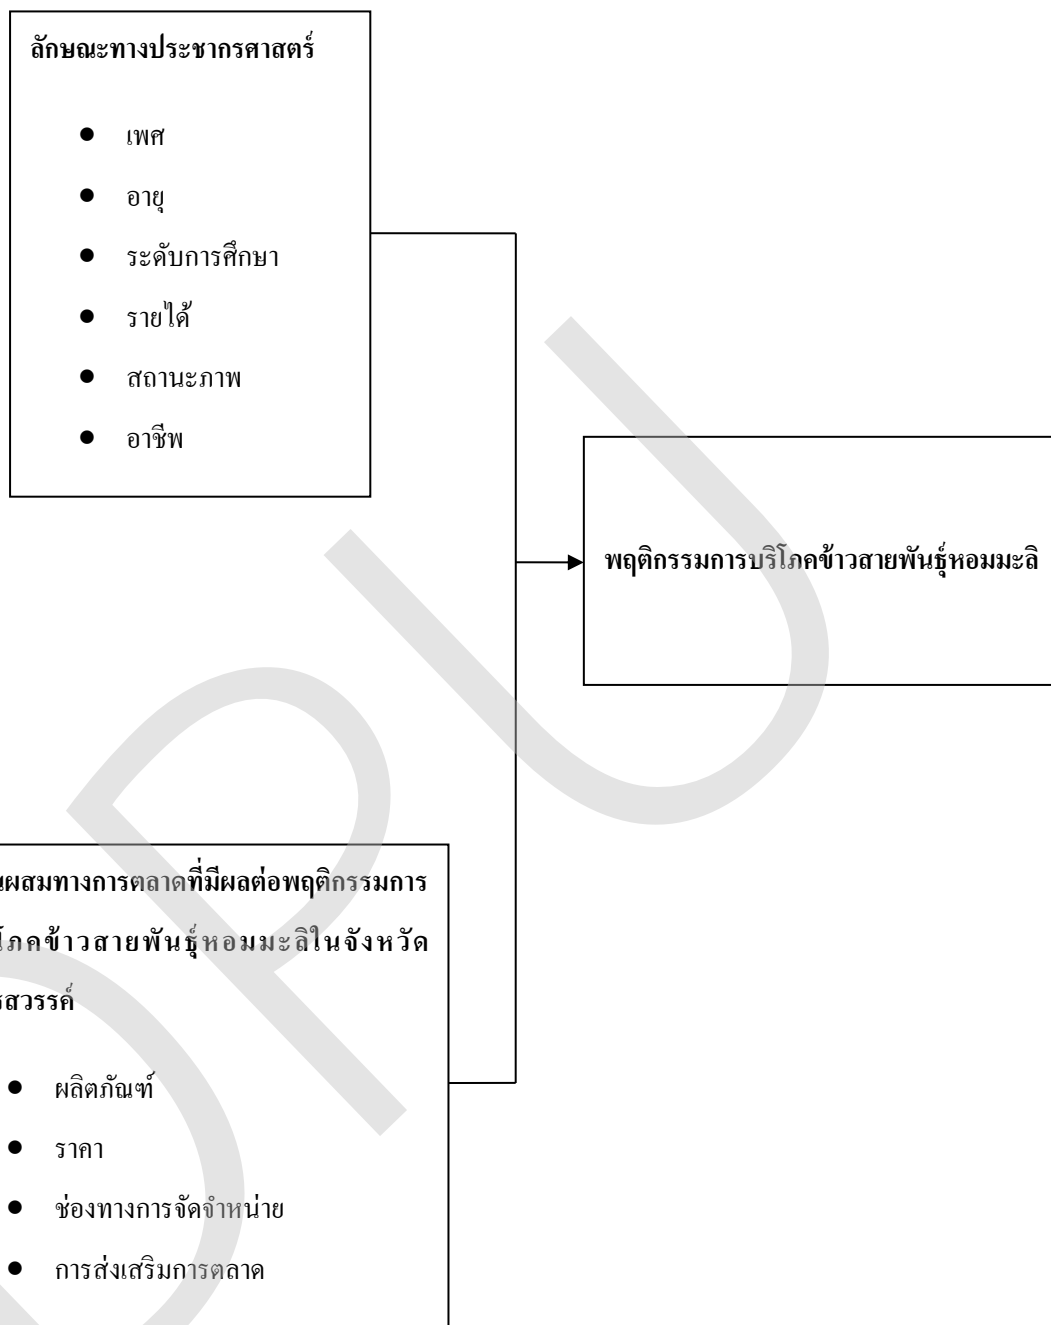 ลักษณะทางประชากรศาสตร์
● เพศ
● อายุ
● ระดับการศึกษา
● รายได้
● สถานะภาพ
● อาชีพ
พฤติกรรมการบริโภคข้าวสายพันธุ์หอมมะลิ
ผสมทางการตลาดที่มีผลต่อพฤติกรรมการ
โภคข้าวสายพันธุ์หอมมะลิในจังหวัด
สวรรค์
● ผลิตภัณฑ์
● ราคา
● ช่องทางการจัดจำหน่าย
● การส่งเสริมการตลาด
DPU